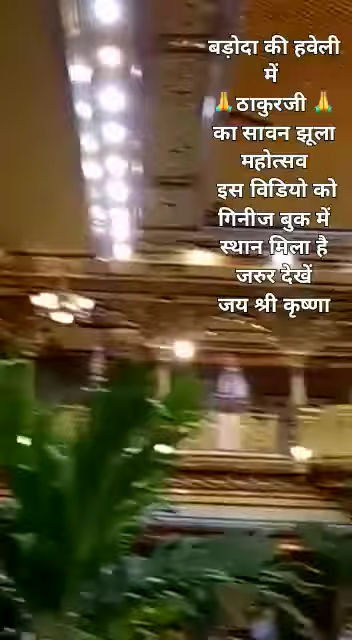 बड़ोदा की हवेली
में
🙏ठाकुरजी 🙏
का सावन झूला
महोत्सव
इस विडियो को
गिनीज बुक में
स्थान मिला है
जरुर देखें
जय श्री कृष्णा